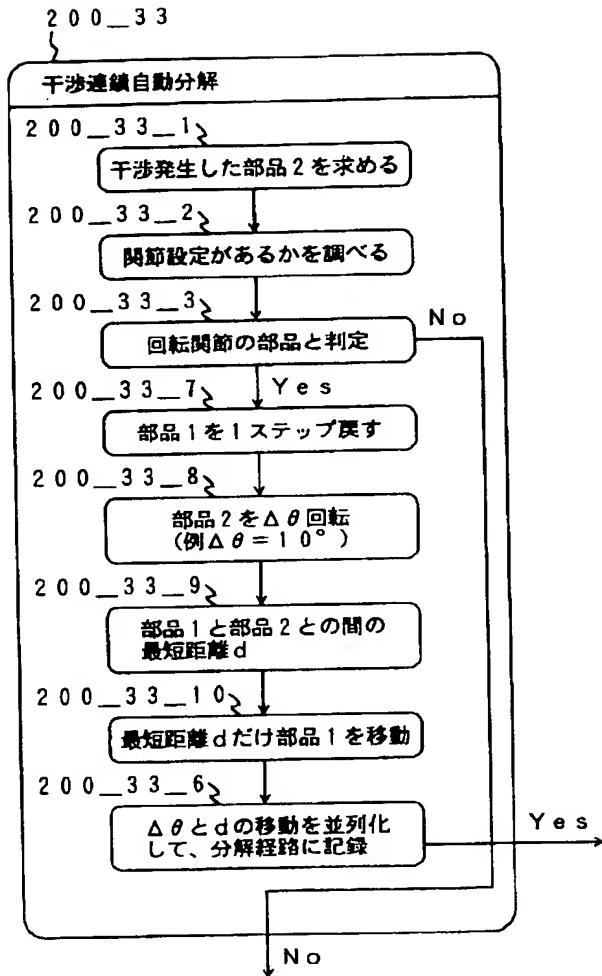 200_33
干渉連鎖自動分解
200_33_1
干渉発生した部品2を求める
200_33_2
関節設定があるかを調べる
200_33_3
No
回転関節の部品と判定
200_33_7
Yes
部品1を1ステップ戻す
200_33_8
部品2をΔθ回転
(例Δθ=10°)
200_33_9
部品1と部品2との間の
最短距離d
200_33_10
最短距離dだけ部品1を移動
200_33_6
Δθとdの移動を並列化
して、分解経路に記録
Yes
No